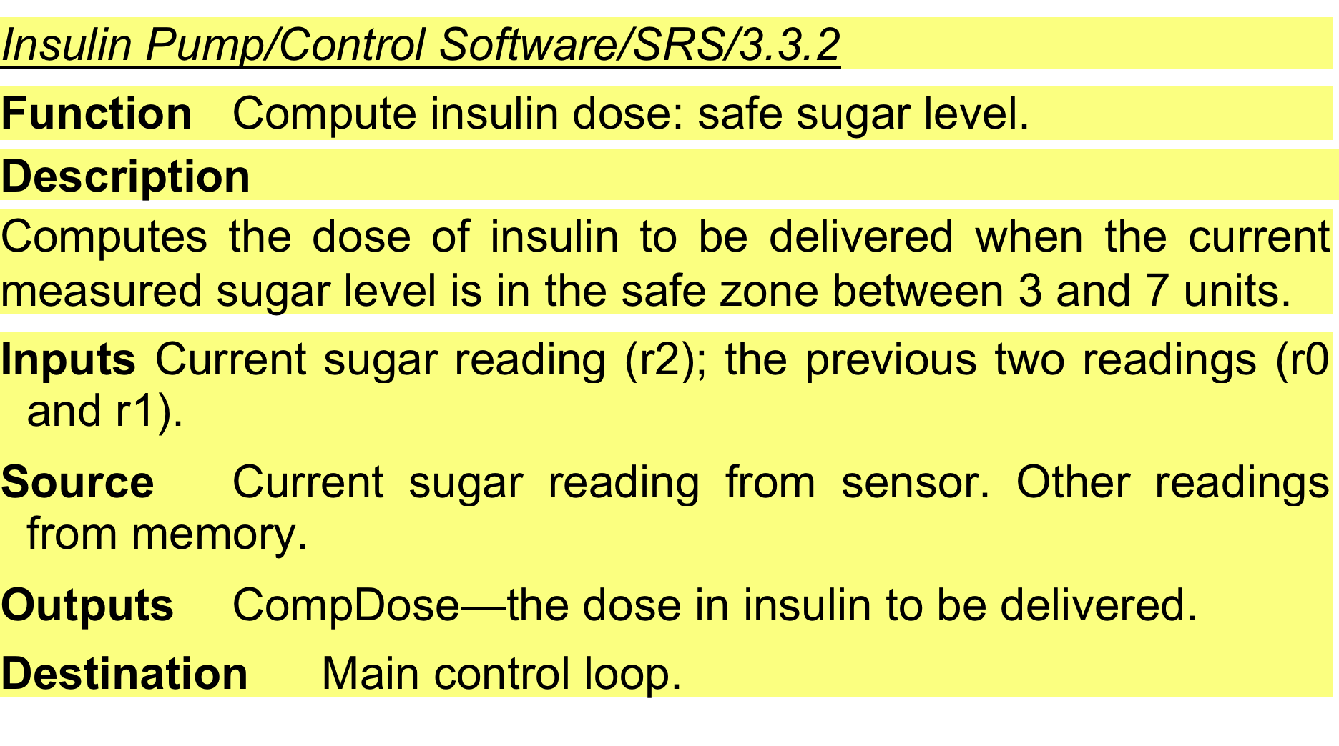 Insulin Pump/Control Software/SRS/3.3.2
Function Compute insulin dose: safe sugar level.
Description
Computes the dose of insulin to be delivered when the current
measured sugar level is in the safe zone between 3 and 7 units.
Inputs Current sugar reading (r2); the previous two readings (r0
and r1).
Source Current sugar reading from sensor. Other readings
from memory.
Outputs CompDose—the dose in insulin to be delivered.
Destination Main control loop.